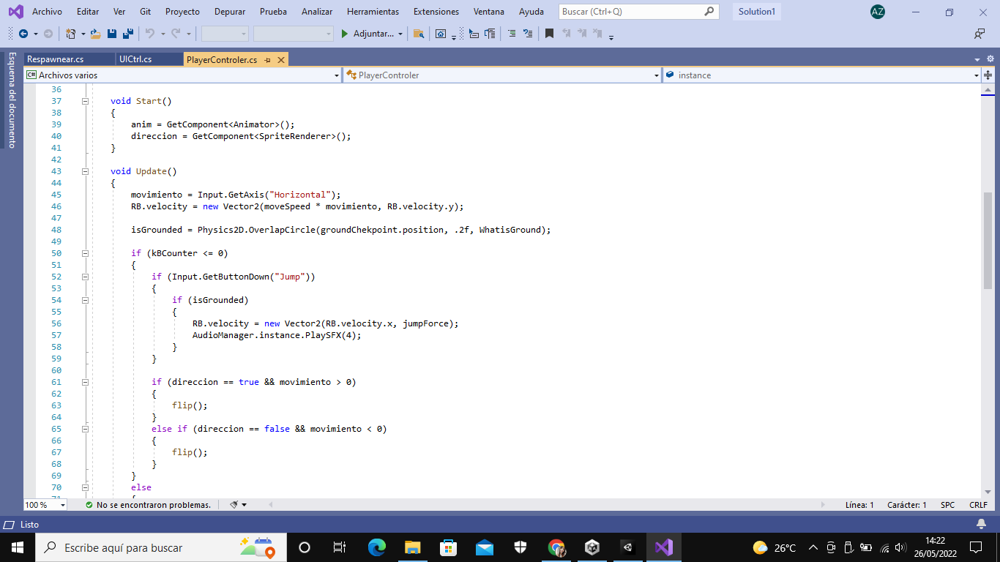 Archivo Editar Ver Git Proyecto Depurar Prueba Analizar Herramientas Extensiones Ventana Ayuda Buscar (Ctrl+Q) Solution1 AZ
Adjuntar...
Respawnear.cs UICtrl.cs PlayerControler.cs
Esquema del documento
C# Archivos varios PlayerControler instance
36
37 void Start()
38 {
39 anim = GetComponent<Animator>();
40 direccion = GetComponent<SpriteRenderer>();
41 }
42
43 void Update()
44 {
45 movimiento = Input.GetAxis("Horizontal");
46 RB.velocity = new Vector2(moveSpeed * movimiento, RB.velocity.y);
47
48 isGrounded = Physics2D.OverlapCircle(groundChekpoint.position, .2f, WhatisGround);
49
50 if (kBCounter <= 0)
51 {
52 if (Input.GetButtonDown("Jump"))
53 {
54 if (isGrounded)
55 {
56 RB.velocity = new Vector2(RB.velocity.x, jumpForce);
57 AudioManager.instance.PlaySFX(4);
58 }
59 }
60
61 if (direccion == true && movimiento > 0)
62 {
63 flip();
64 }
65 else if (direccion == false && movimiento < 0)
66 {
67 flip();
68 }
69 }
70 else
71 {
100 % No se encontraron problemas. Línea: 1 Carácter: 1 SPC CRLF
Listo
Escribe aquí para buscar 26°C 14:22
26/05/2022